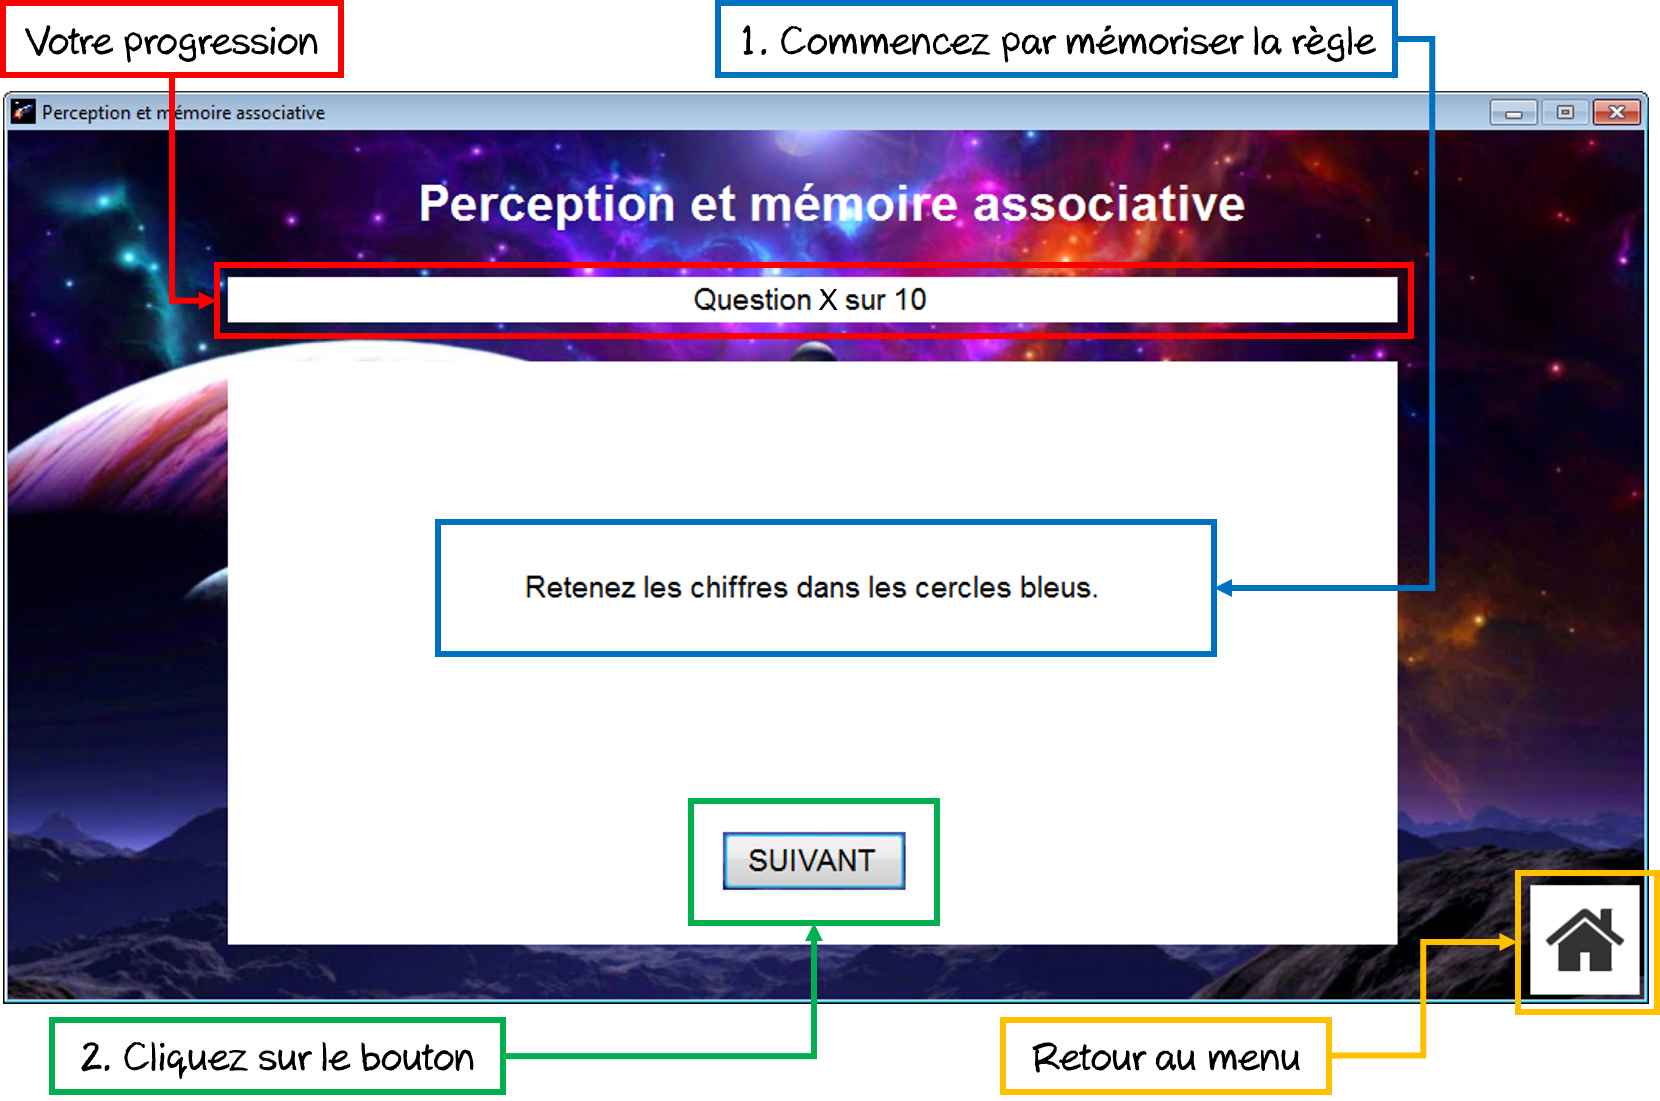 Votre progression
1. Commencez par mémoriser la règle
Perception et mémoire associative
Perception et mémoire associative
Question X sur 10
Retenez les chiffres dans les cercles bleus.
SUIVANT
2. Cliquez sur le bouton
Retour au menu